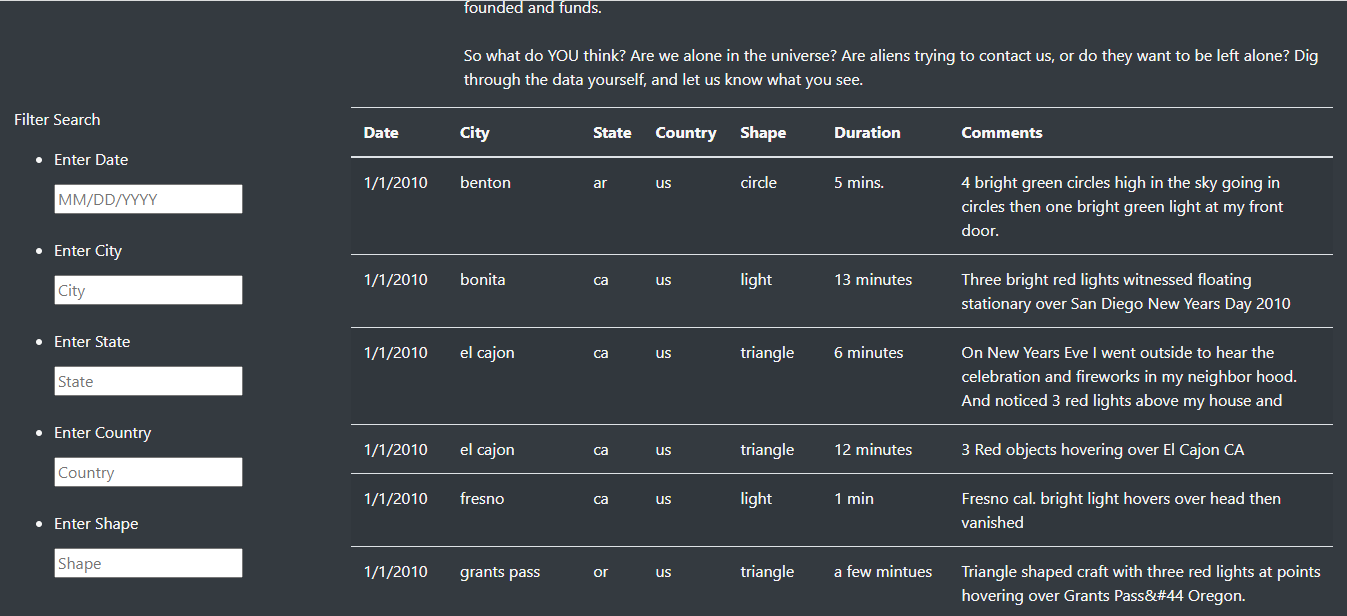 founded and funds.
So what do YOU think? Are we alone in the universe? Are aliens trying to contact us, or do they want to be left alone? Dig
through the data yourself, and let us know what you see.
Filter Search
Enter Date
MM/DD/YYYY
Enter City
City
Enter State
State
Enter Country
Country
Enter Shape
Shape
Date City State Country Shape Duration Comments
1/1/2010 benton ar us circle 5 mins. 4 bright green circles high in the sky going in
circles then one bright green light at my front
door.
1/1/2010 bonita ca us light 13 minutes Three bright red lights witnessed floating
stationary over San Diego New Years Day 2010
1/1/2010 el cajon ca us triangle 6 minutes On New Years Eve I went outside to hear the
celebration and fireworks in my neighbor hood.
And noticed 3 red lights above my house and
1/1/2010 el cajon ca us triangle 12 minutes 3 Red objects hovering over El Cajon CA
1/1/2010 fresno ca us light 1 min Fresno cal. bright light hovers over head then
vanished
1/1/2010 grants pass or us triangle a few mintues Triangle shaped craft with three red lights at points
hovering over Grants Pass&#44 Oregon.